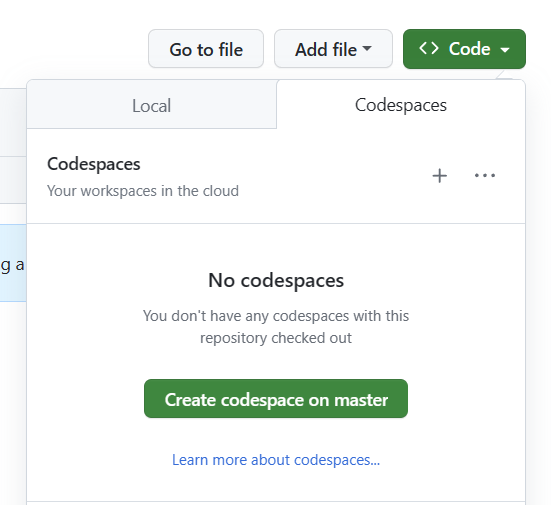 Go to file
Add file
<> Code
Local
Codespaces
Codespaces
Your workspaces in the cloud
g a
No codespaces
You don't have any codespaces with this
repository checked out
Create codespace on master
Learn more about codespaces...